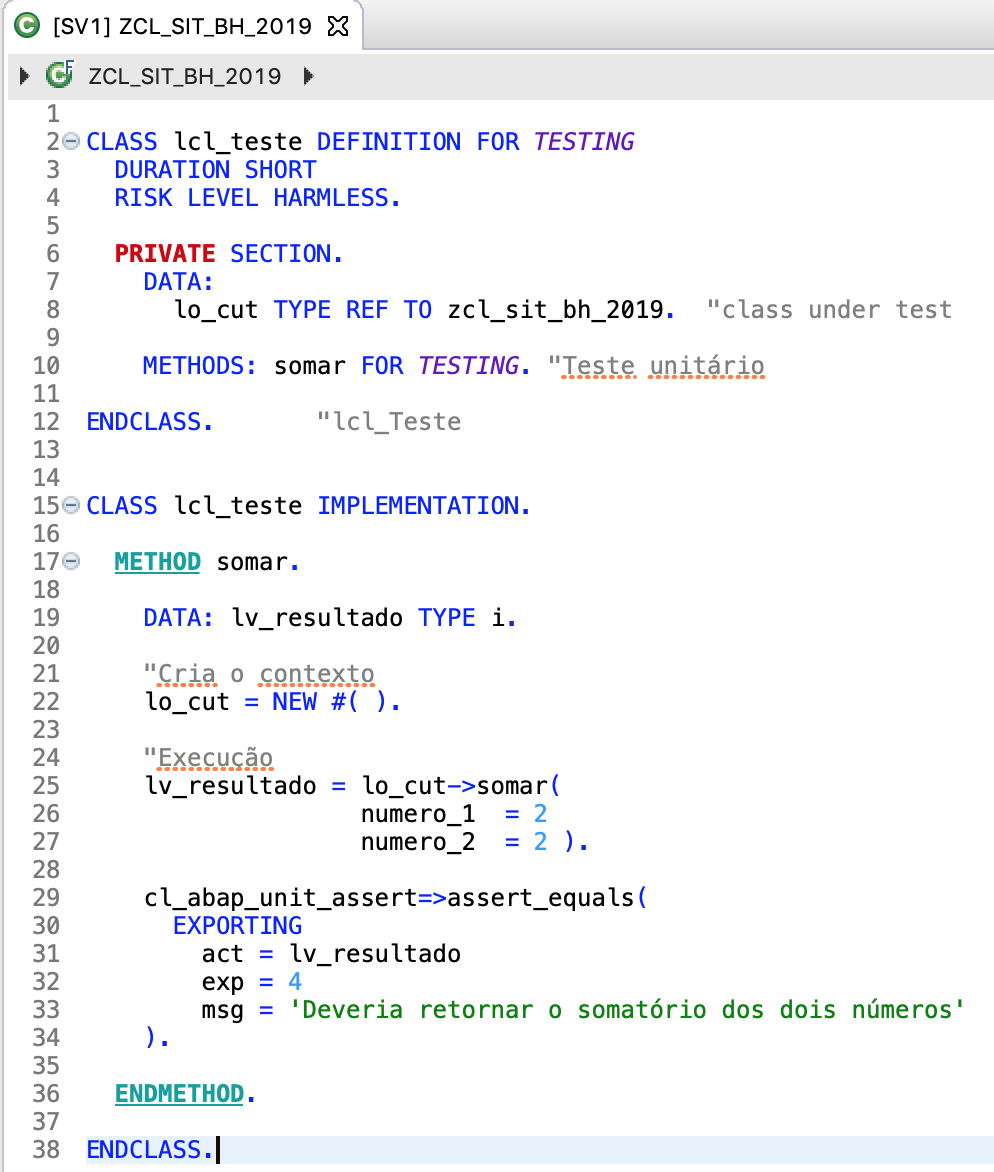 [SV1] ZCL_SIT_BH_2019
ZCL_SIT_BH_2019
1
2 CLASS lcl_teste DEFINITION FOR TESTING
3   DURATION SHORT
4   RISK LEVEL HARMLESS.
5
6   PRIVATE SECTION.
7     DATA:
8       lo_cut TYPE REF TO zcl_sit_bh_2019.  "class under test
9
10     METHODS: somar FOR TESTING. "Teste unitário
11
12 ENDCLASS.       "lcl_Teste
13
14
15 CLASS lcl_teste IMPLEMENTATION.
16
17   METHOD somar.
18
19     DATA: lv_resultado TYPE i.
20
21     "Cria o contexto
22     lo_cut = NEW #( ).
23
24     "Execução
25     lv_resultado = lo_cut->somar(
26                    numero_1  = 2
27                    numero_2  = 2 ).
28
29     cl_abap_unit_assert=>assert_equals(
30       EXPORTING
31         act = lv_resultado
32         exp = 4
33         msg = 'Deveria retornar o somatório dos dois números'
34     ).
35
36   ENDMETHOD.
37
38 ENDCLASS.